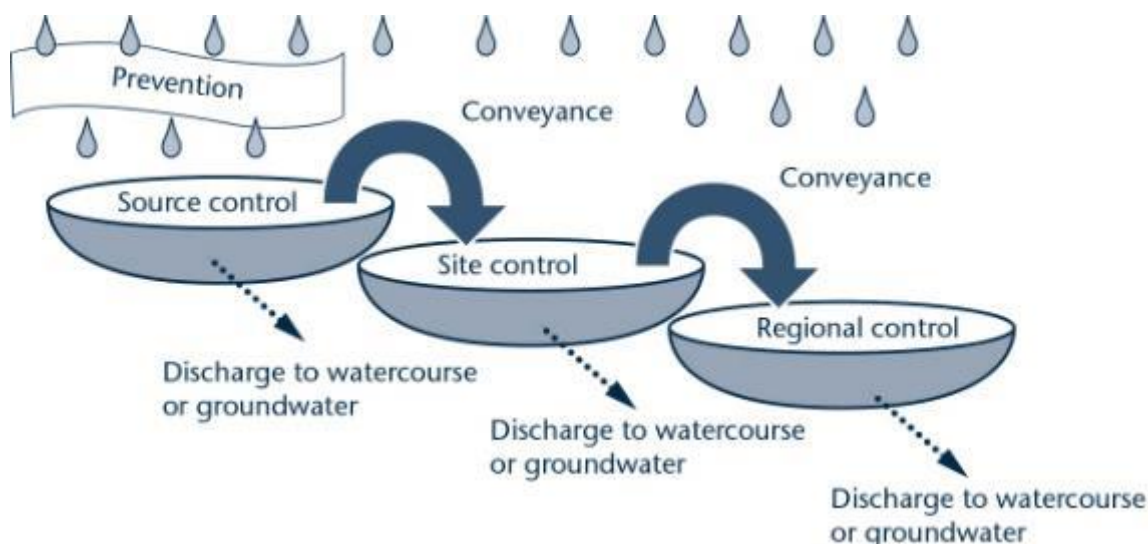 Prevention
Conveyance
Conveyance
Source control
Site control
Regional control
Discharge to watercourse
or groundwater
Discharge to watercourse
or groundwater
Discharge to watercourse
or groundwater